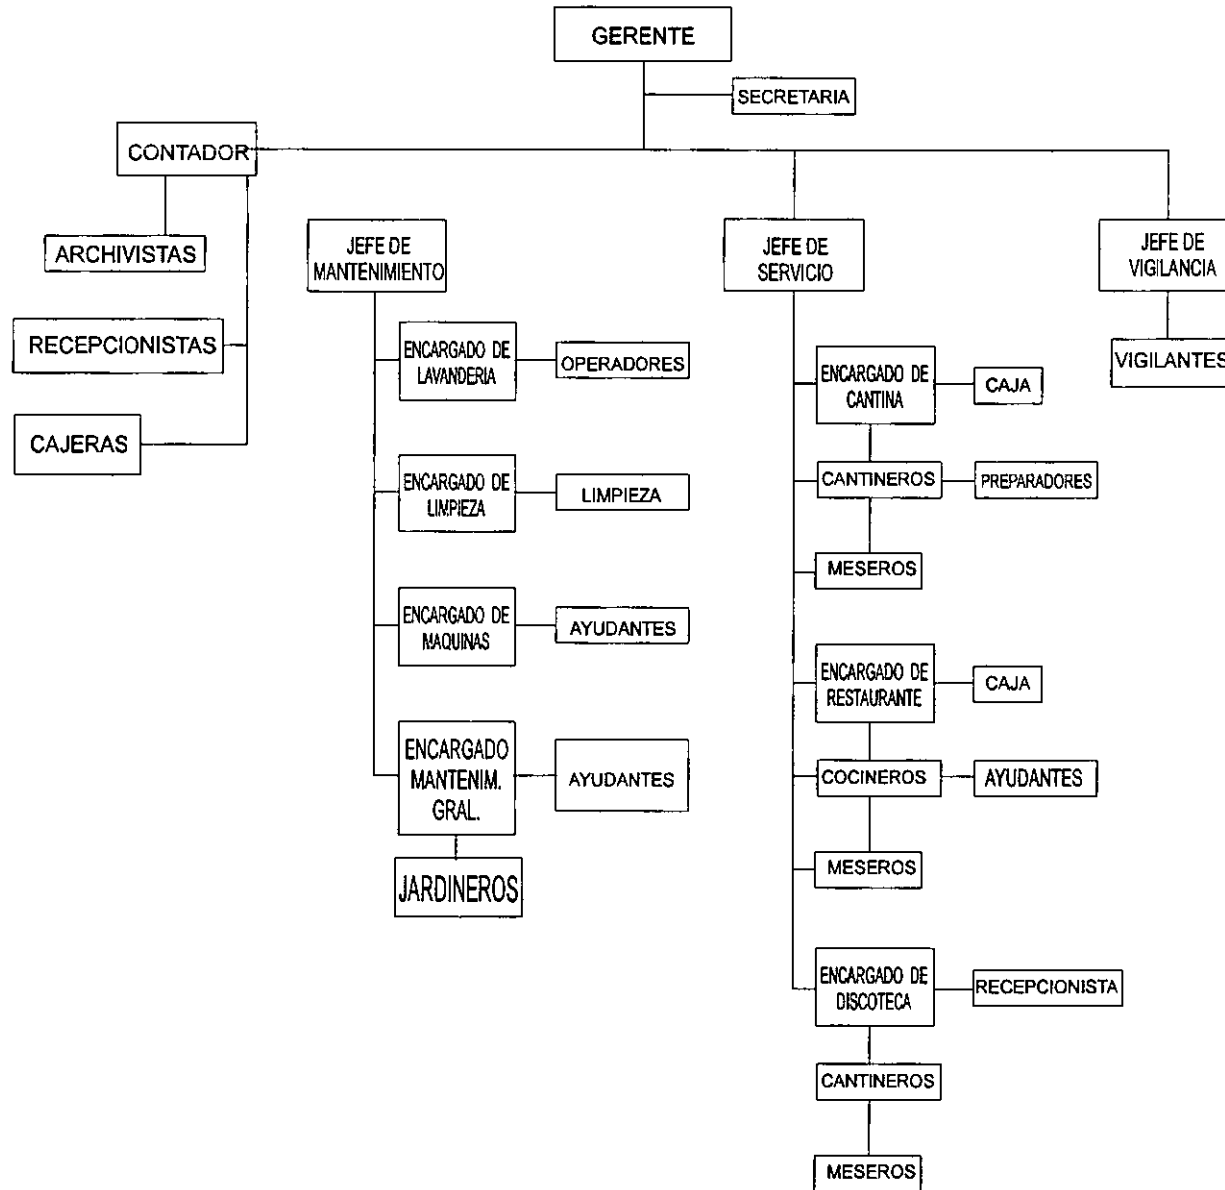 GERENTE
SECRETARIA
CONTADOR
ARCHIVISTAS
RECEPCIONISTAS
CAJERAS
JEFE DE
MANTENIMIENTO
ENCARGADO DE
LAVANDERIA
OPERADORES
ENCARGADO DE
LIMPIEZA
LIMPIEZA
ENCARGADO DE
MAQUINAS
AYUDANTES
ENCARGADO
MANTENIM.
GRAL.
AYUDANTES
JARDINEROS
JEFE DE
SERVICIO
ENCARGADO DE
CANTINA
CAJA
CANTINEROS
PREPARADORES
MESEROS
ENCARGADO DE
RESTAURANTE
CAJA
COCINEROS
AYUDANTES
MESEROS
ENCARGADO DE
DISCOTECA
RECEPCIONISTA
CANTINEROS
MESEROS
JEFE DE
VIGILANCIA
VIGILANTES